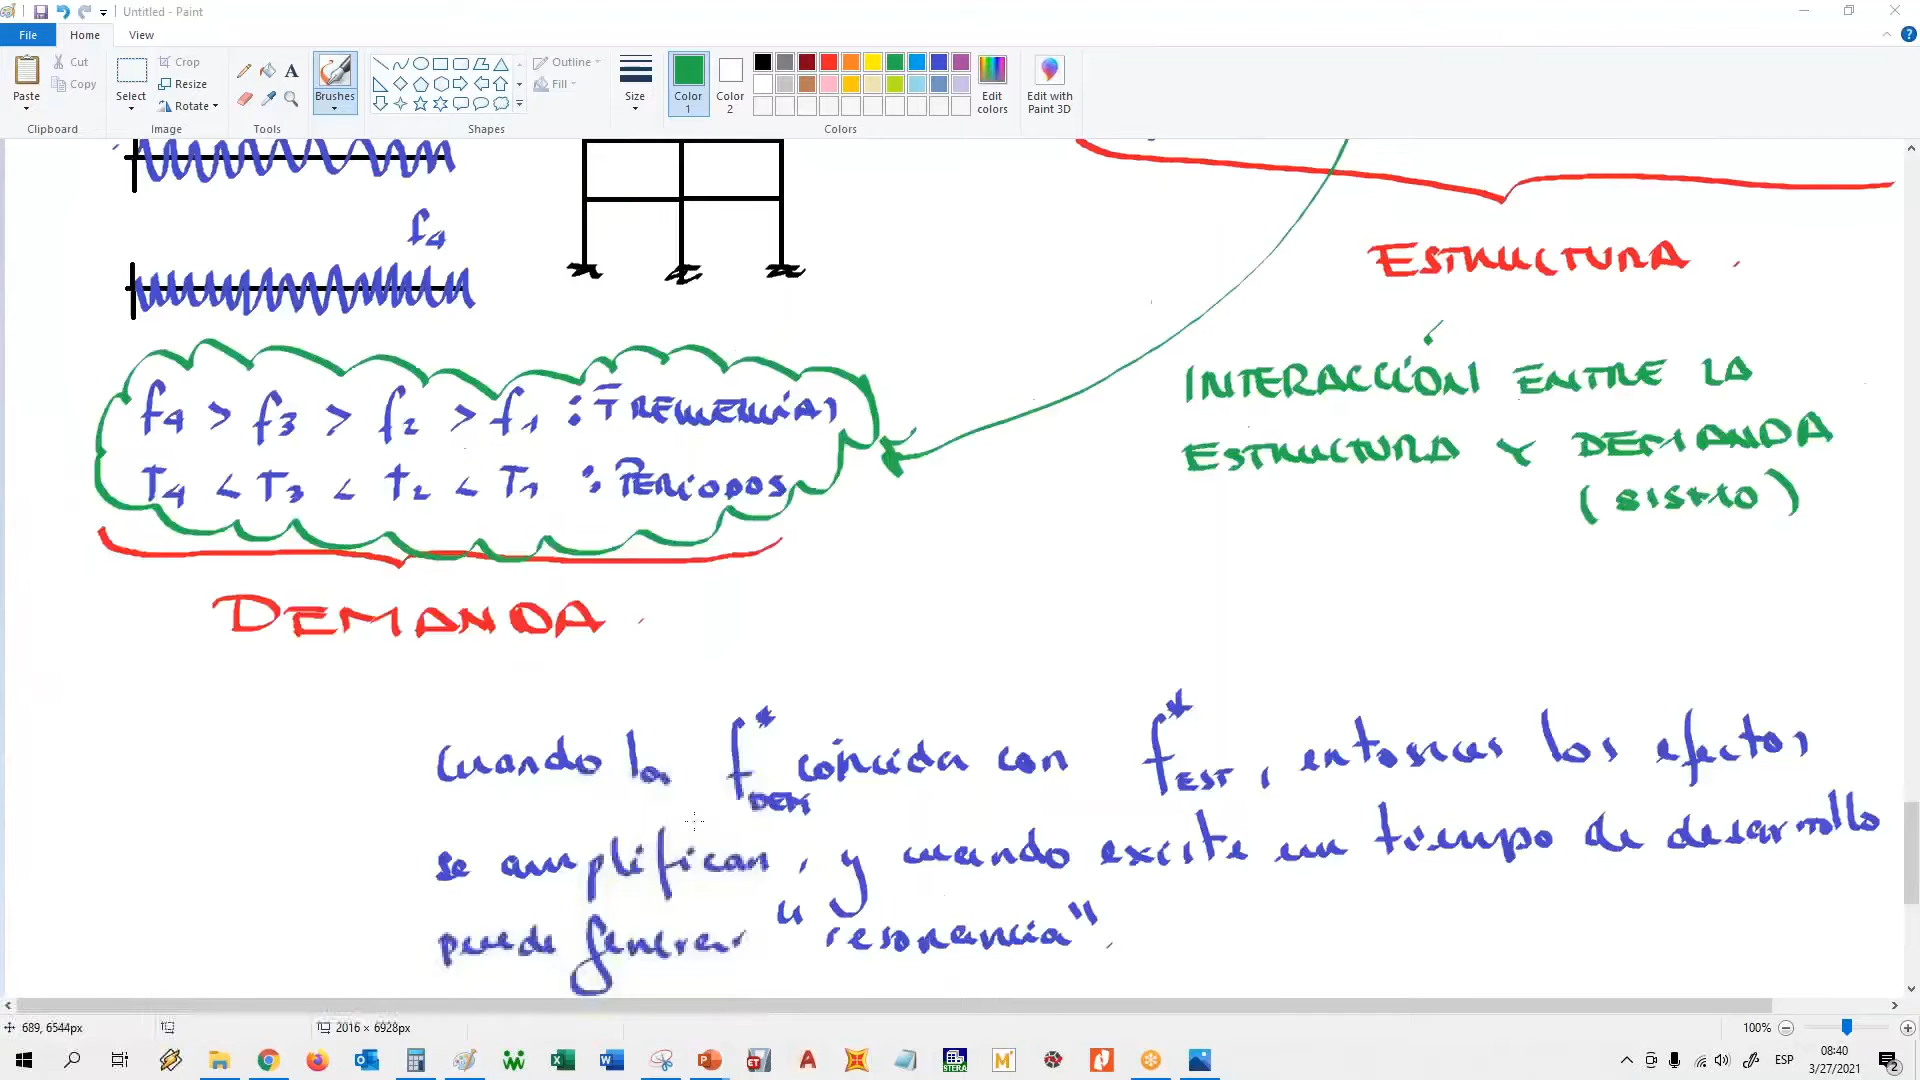 Untitled - Paint
File Home View
Paste Cut Copy
Clipboard
Select Crop Resize Rotate
Image
Tools
Brushes
Shapes
Outline
Fill
Size
Color 1
Color 2
Edit colors
Colors
Edit with Paint 3D
f4
ESTRUCTURA
f4 > f3 > f2 > f1 :
T4 < T3 < T2 < T1 : PERIODOS
DEMANDA
INTERACCIÓN ENTRE LA
ESTRUCTURA Y DEMANDA
(SISMO)
Cuando la f*DEM coincida con f*EST, entonces los efectos
se amplifican, y cuando existe un tiempo de desarrollo
puede generar "resonancia".
689, 6544px
2016 × 6928px
100%
STERA
ESP
08:40
3/27/2021
2